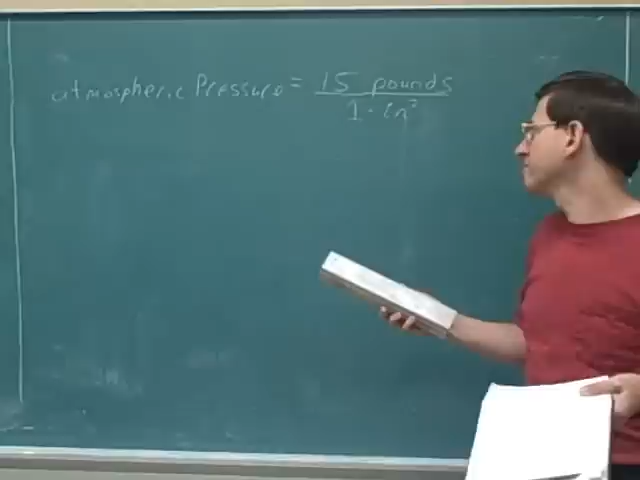 atmospheric Pressure = 15 pounds
1 · in²